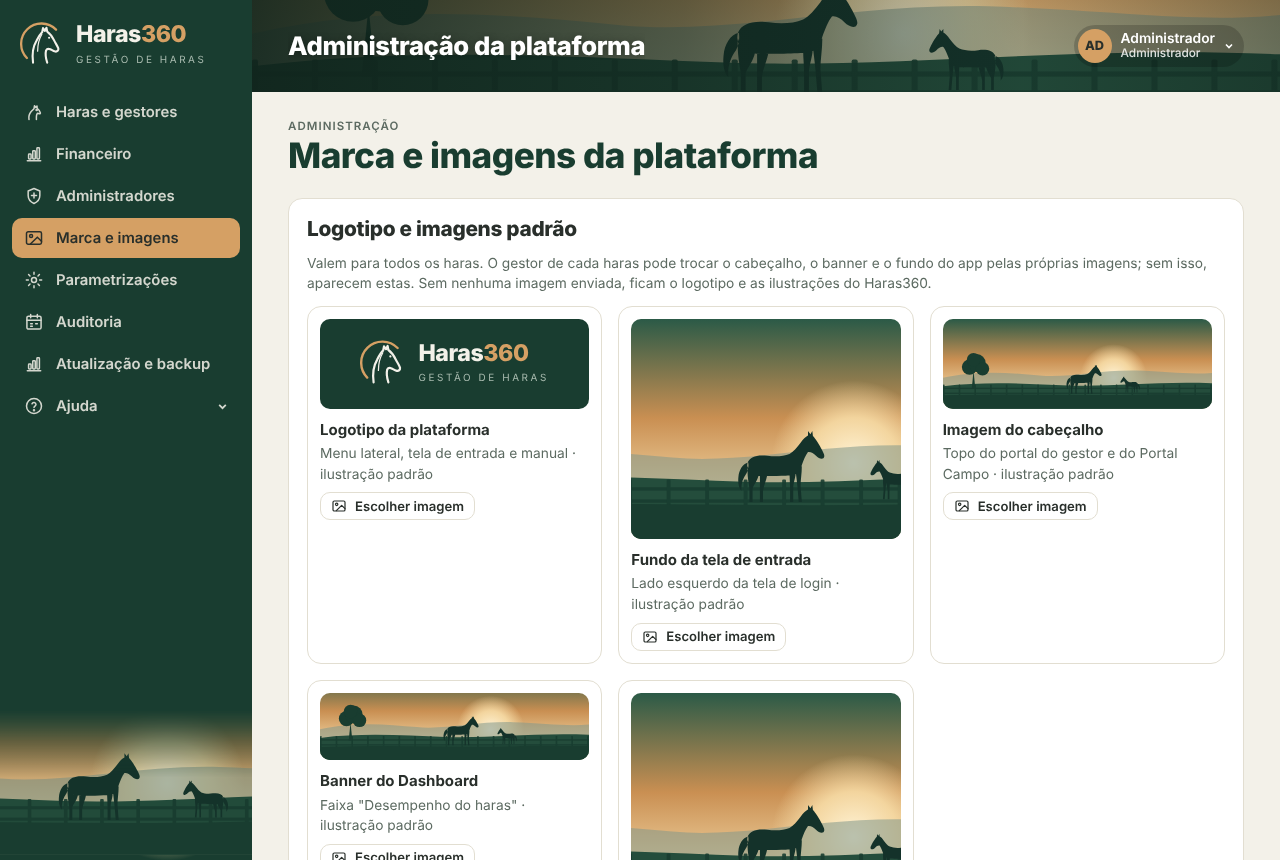 Haras360
GESTÃO DE HARAS
Haras e gestores
Financeiro
Administradores
Marca e imagens
Parametrizações
Auditoria
Atualização e backup
Ajuda
Administração da plataforma
AD
Administrador
Administrador
ADMINISTRAÇÃO
Marca e imagens da plataforma
Logotipo e imagens padrão
Valem para todos os haras. O gestor de cada haras pode trocar o cabeçalho, o banner e o fundo do app pelas próprias imagens; sem isso,
aparecem estas. Sem nenhuma imagem enviada, ficam o logotipo e as ilustrações do Haras360.
Haras360
GESTÃO DE HARAS
Logotipo da plataforma
Menu lateral, tela de entrada e manual ·
ilustração padrão
Escolher imagem
Fundo da tela de entrada
Lado esquerdo da tela de login ·
ilustração padrão
Escolher imagem
Imagem do cabeçalho
Topo do portal do gestor e do Portal
Campo · ilustração padrão
Escolher imagem
Banner do Dashboard
Faixa "Desempenho do haras" ·
ilustração padrão
Escolher imagem